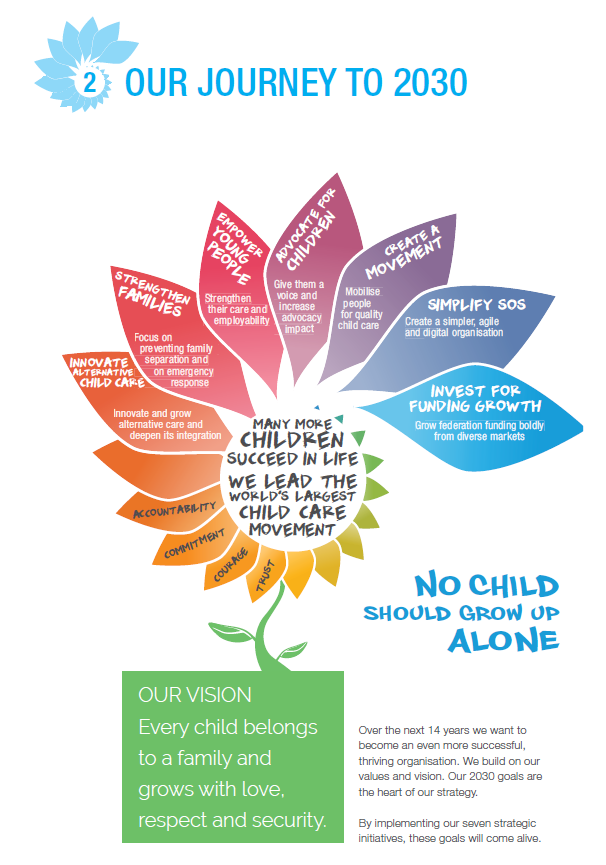 2
OUR JOURNEY TO 2030
INNOVATE
ALTERNATIVE
CHILD CARE
Innovate and grow
alternative care and
deepen its integration
STRENGTHEN
FAMILIES
Focus on
preventing family
separation and
on emergency
response
EMPOWER
YOUNG
PEOPLE
Strengthen
their care and
employability
ADVOCATE FOR
CHILDREN
Give them a
voice and
increase
advocacy
impact
CREATE A
MOVEMENT
Mobilise
people
for quality
child care
SIMPLIFY SOS
Create a simpler, agile
and digital organisation
INVEST FOR
FUNDING GROWTH
Grow federation funding boldly
from diverse markets
MANY MORE
CHILDREN
SUCCEED IN LIFE
WE LEAD THE
WORLD'S LARGEST
CHILD CARE
MOVEMENT
ACCOUNTABILITY
COMMITMENT
COURAGE
TRUST
NO CHILD
SHOULD GROW UP
ALONE
OUR VISION
Every child belongs
to a family and
grows with love,
respect and security.
Over the next 14 years we want to
become an even more successful,
thriving organisation. We build on our
values and vision. Our 2030 goals are
the heart of our strategy.
By implementing our seven strategic
initiatives, these goals will come alive.